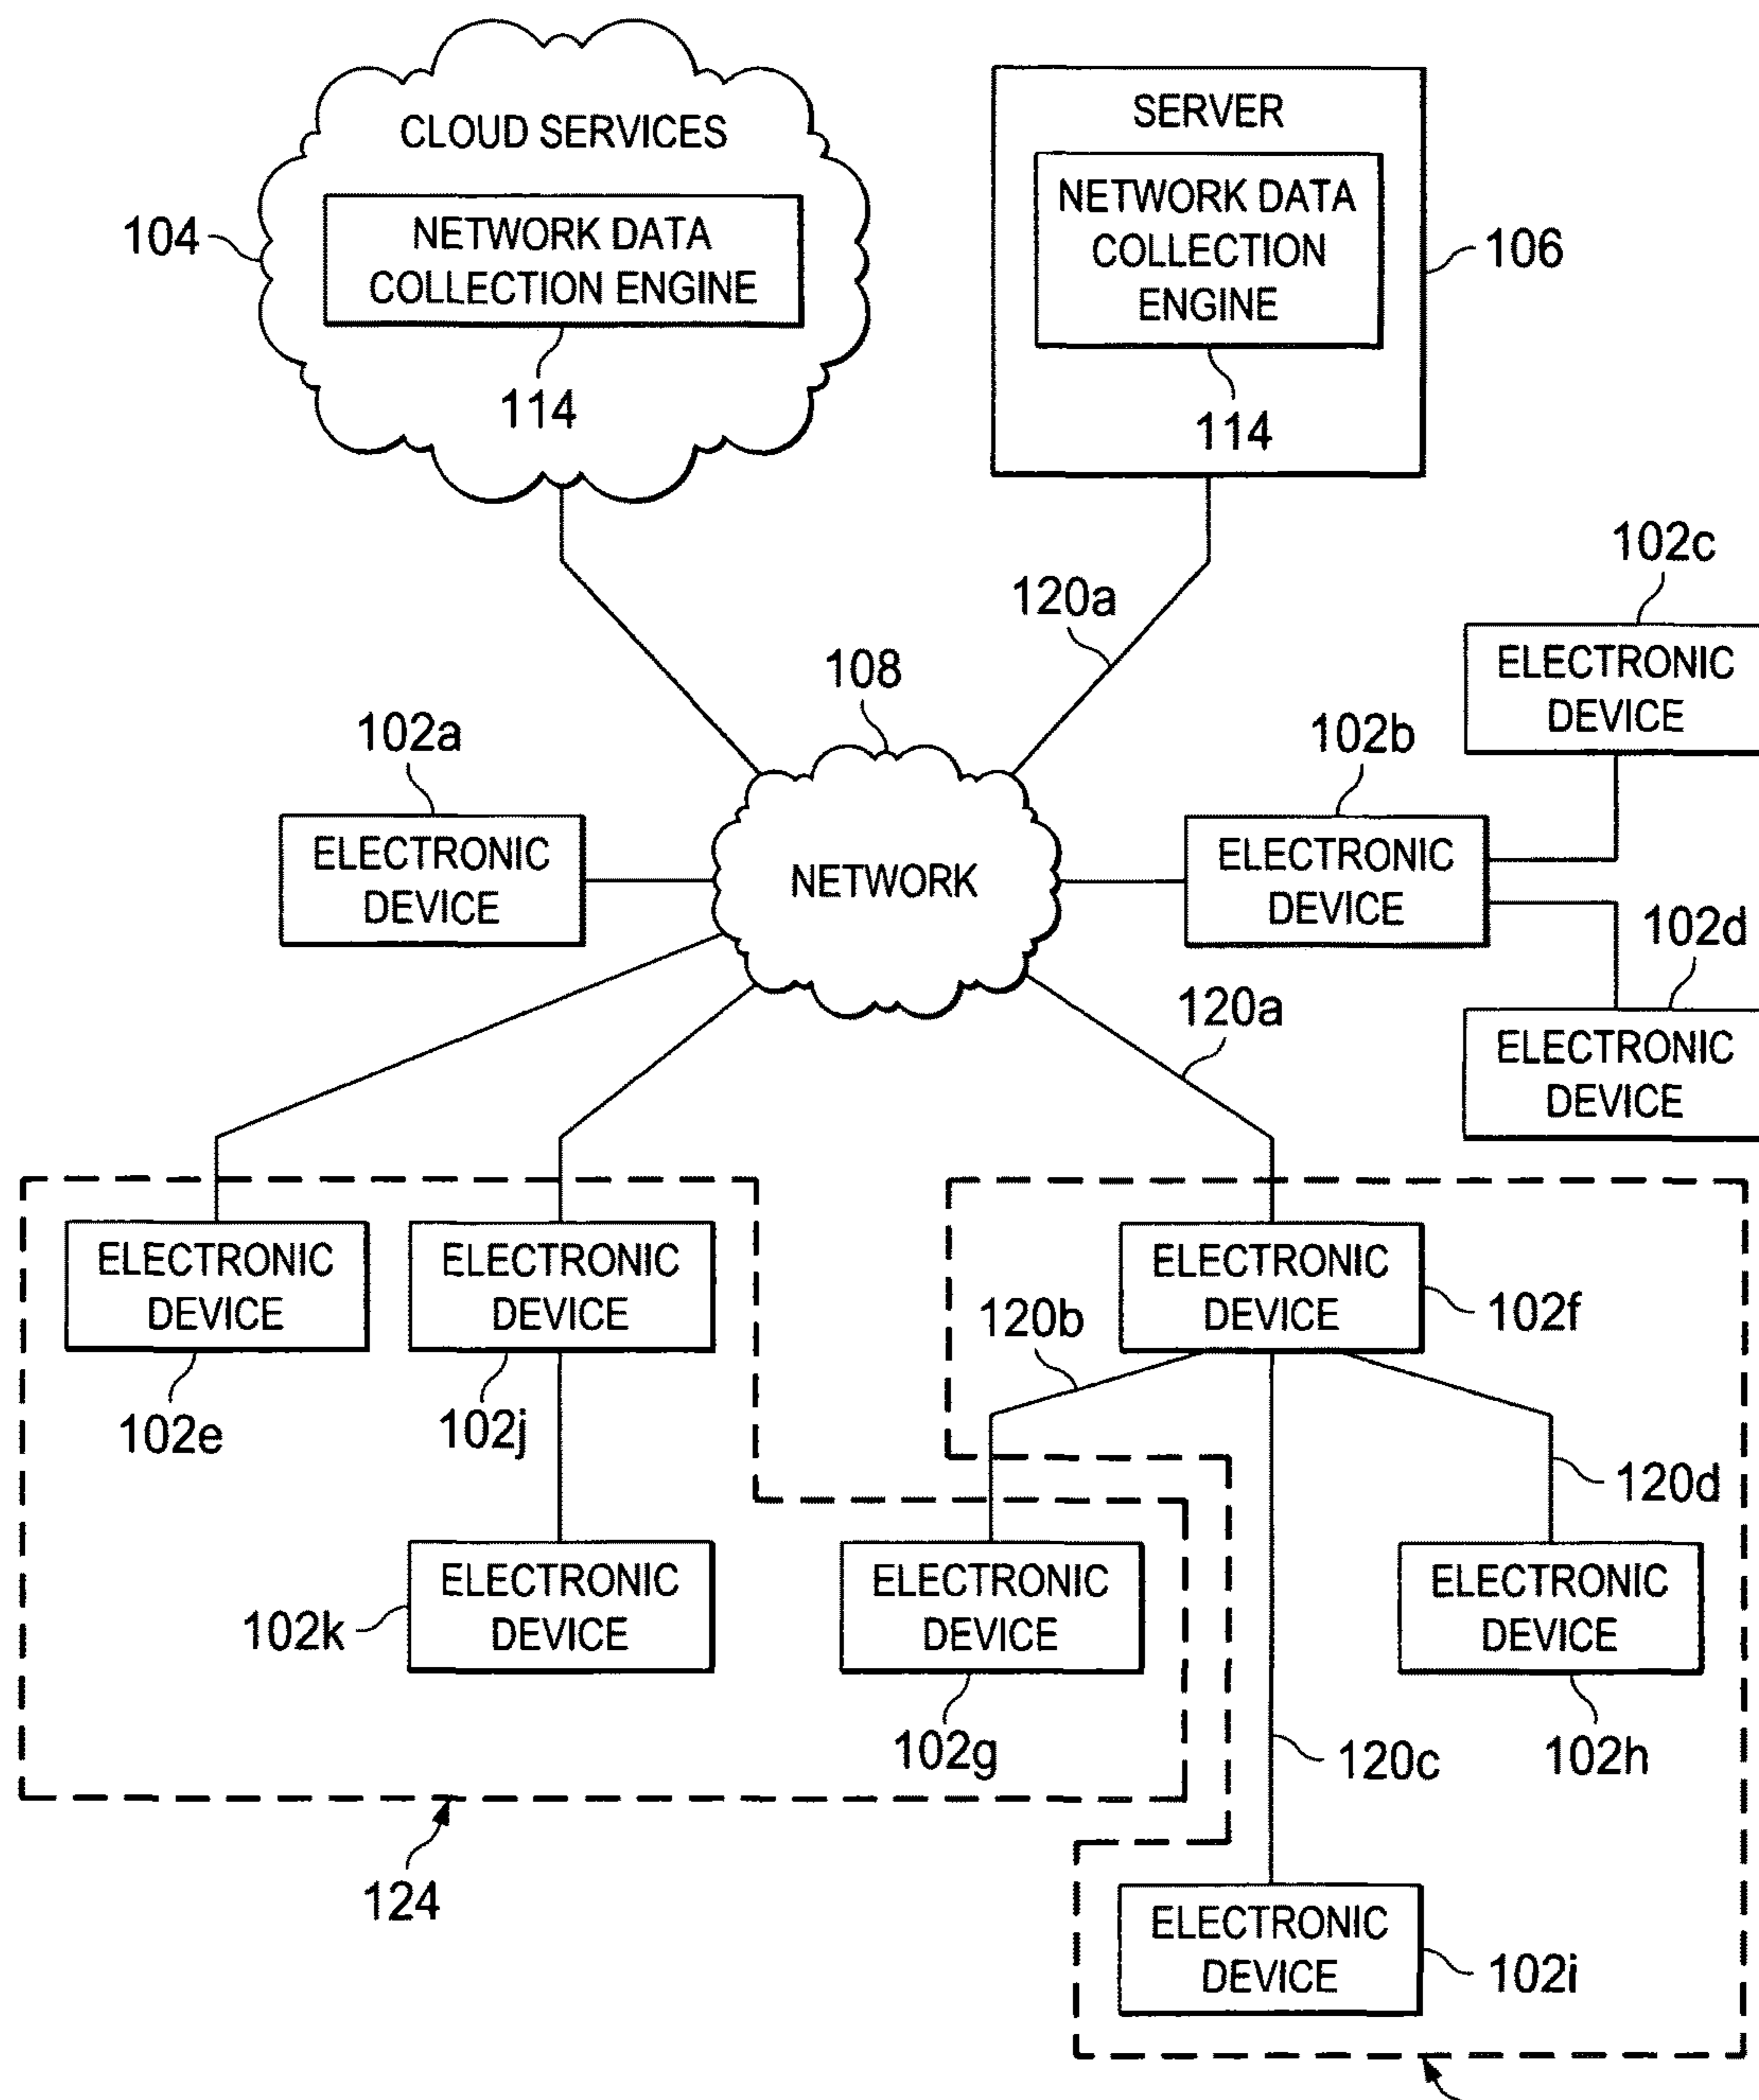 CLOUD SERVICES
NETWORK DATA
COLLECTION ENGINE
104
114
SERVER
NETWORK DATA
COLLECTION
ENGINE
106
114
120a
102c
ELECTRONIC
DEVICE
108
102a
ELECTRONIC
DEVICE
NETWORK
102b
ELECTRONIC
DEVICE
102d
ELECTRONIC
DEVICE
120a
ELECTRONIC
DEVICE
102e
ELECTRONIC
DEVICE
102j
ELECTRONIC
DEVICE
102f
120b
120d
ELECTRONIC
DEVICE
102k
ELECTRONIC
DEVICE
102g
ELECTRONIC
DEVICE
102h
120c
124
ELECTRONIC
DEVICE
102i